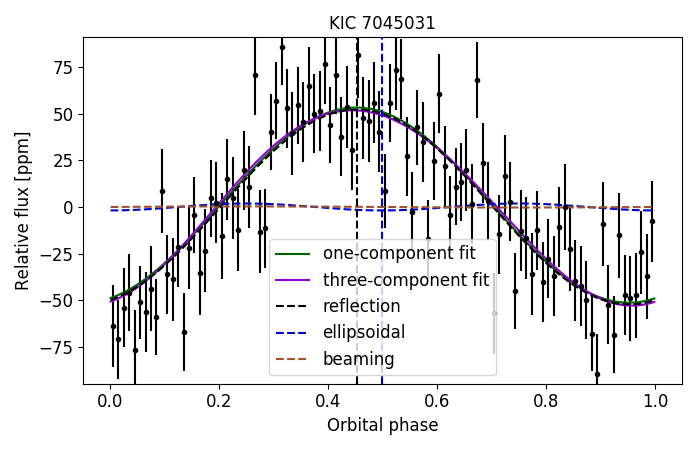 KIC 7045031
Relative flux [ppm]
75
50
25
0
−25
−50
−75
one-component fit
three-component fit
reflection
ellipsoidal
beaming
0.0 0.2 0.4 0.6 0.8 1.0
Orbital phase